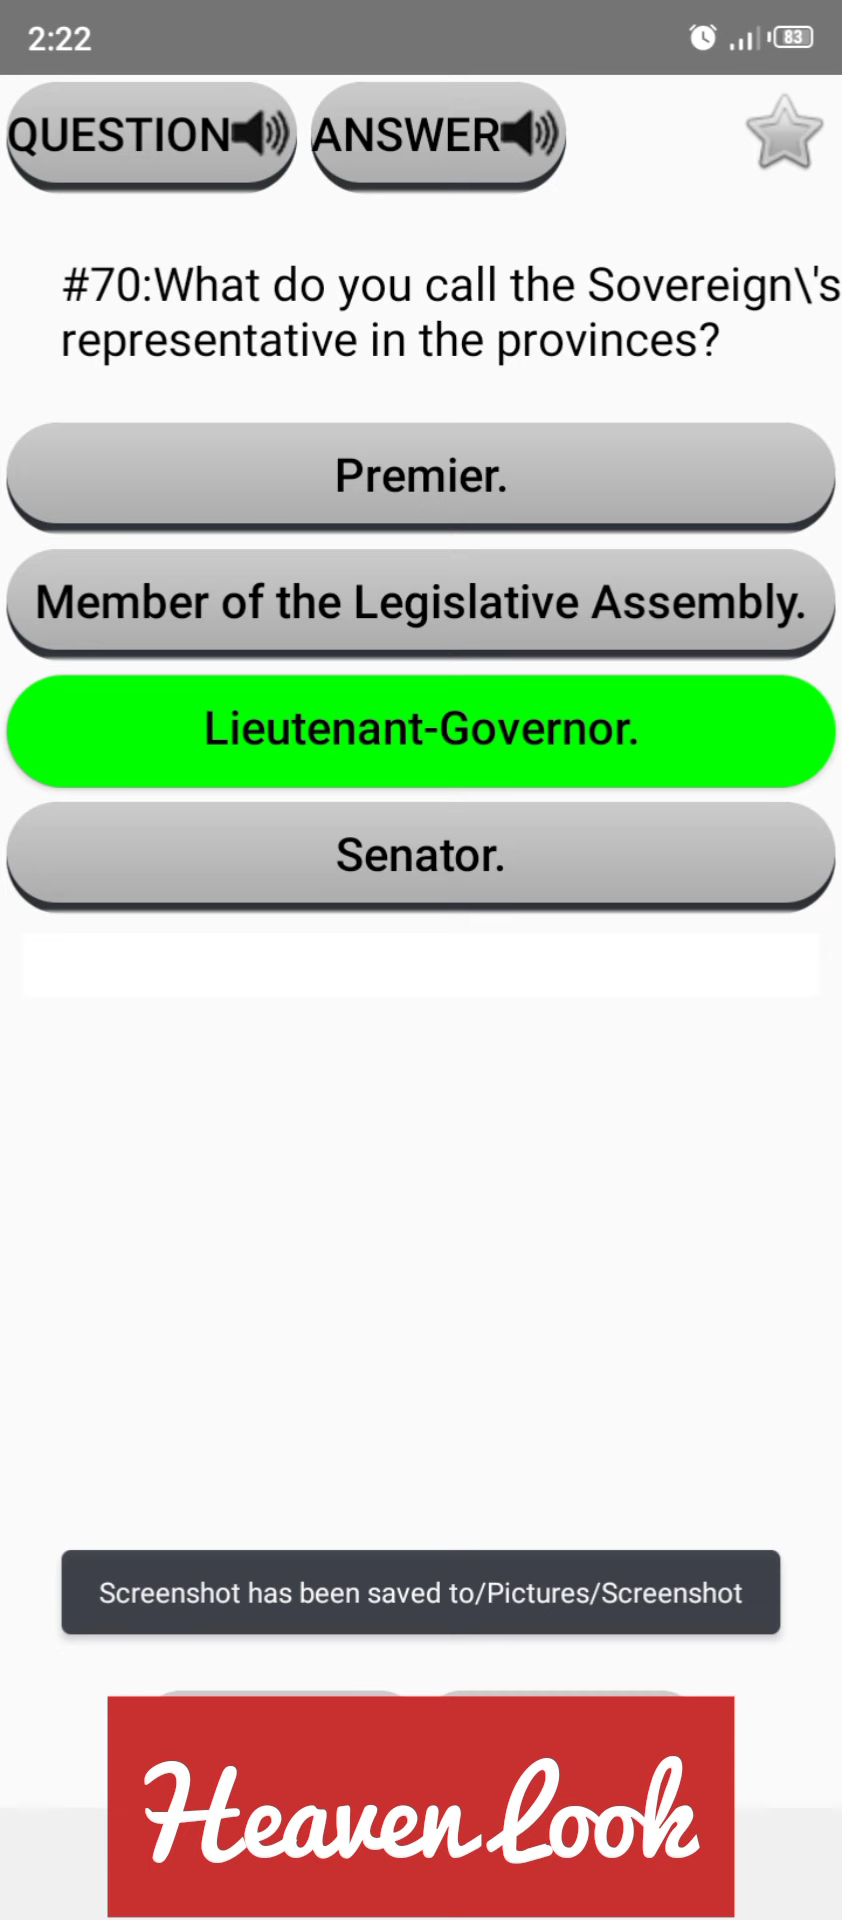 2:22
83
QUESTION ANSWER
#70:What do you call the Sovereign\'s
representative in the provinces?
Premier.
Member of the Legislative Assembly.
Lieutenant-Governor.
Senator.
Screenshot has been saved to/Pictures/Screenshot
Heaven Look